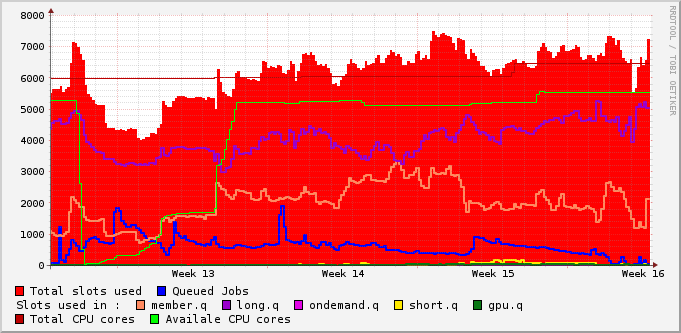 8000
7000
6000
5000
4000
3000
2000
1000
0
Week 13 Week 14 Week 15 Week 16
RRDTOOL / TOBI OETIKER
Total slots used Queued Jobs
Slots used in : member.q long.q ondemand.q short.q gpu.q
Total CPU cores Availale CPU cores